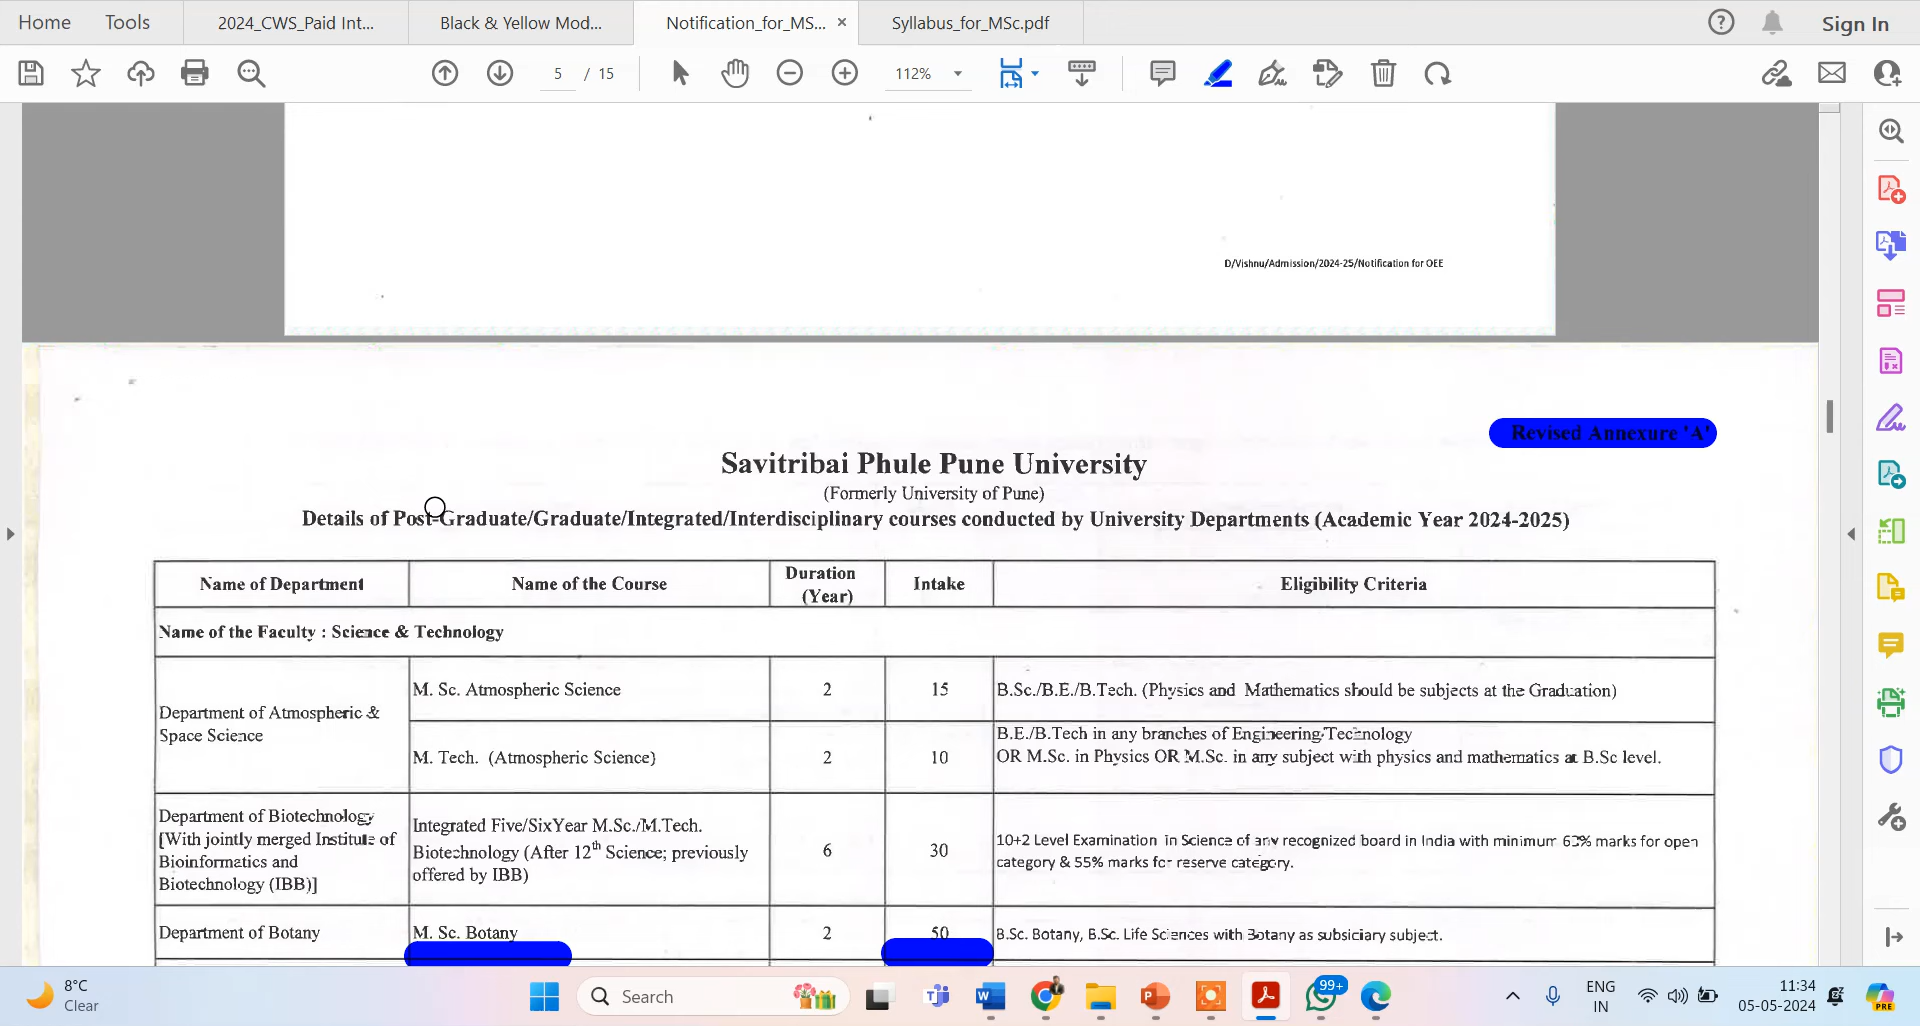 Home Tools 2024_CWS_Paid Int... Black & Yellow Mod... Notification_for_MS... × Syllabus_for_MSc.pdf ? Sign In
5 / 15 112%
D/Vishnu/Admission/2024-25/Notification for OEE
Revised Annexure 'A'
Savitribai Phule Pune University
(Formerly University of Pune)
Details of Post-Graduate/Graduate/Integrated/Interdisciplinary courses conducted by University Departments (Academic Year 2024-2025)
Name of Department Name of the Course Duration (Year) Intake Eligibility Criteria
Name of the Faculty : Science & Technology
Department of Atmospheric &
Space Science
M. Sc. Atmospheric Science 2 15 B.Sc./B.E./B.Tech. (Physics and Mathematics should be subjects at the Graduation)
M. Tech. (Atmospheric Science) 2 10 B.E./B.Tech in any branches of Engineering/Technology
OR M.Sc. in Physics OR M.Sc. in any subject with physics and mathematics at B.Sc level.
Department of Biotechnology
[With jointly merged Institute of
Bioinformatics and
Biotechnology (IBB)]
Integrated Five/SixYear M.Sc./M.Tech.
Biotechnology (After 12th Science; previously
offered by IBB)
6 30
10+2 Level Examination in Science of any recognized board in India with minimum marks for open
category & 55% marks for reserve category.
Department of Botany M. Sc. Botany 2 50 B.Sc. Botany, B.Sc. Life Sciences with Botany as subsiciary subject.
8°C
Clear
Search
99+
PRE
ENG
IN
11:34
05-05-2024